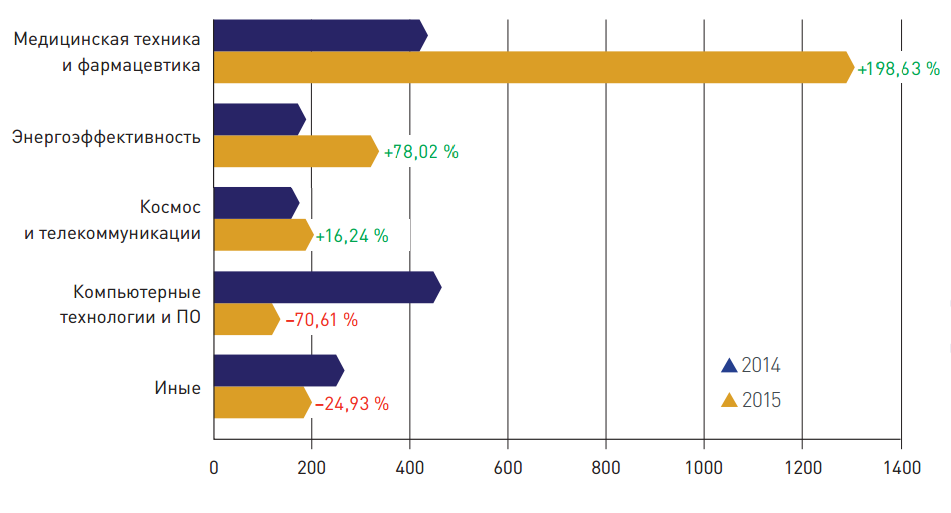 Медицинская техника
и фармацевтика
+198,63 %
Энергоэффективность
+78,02 %
Космос
и телекоммуникации
+16,24 %
Компьютерные
технологии и ПО
–70,61 %
Иные
–24,93 %
2014
2015
0 200 400 600 800 1000 1200 1400